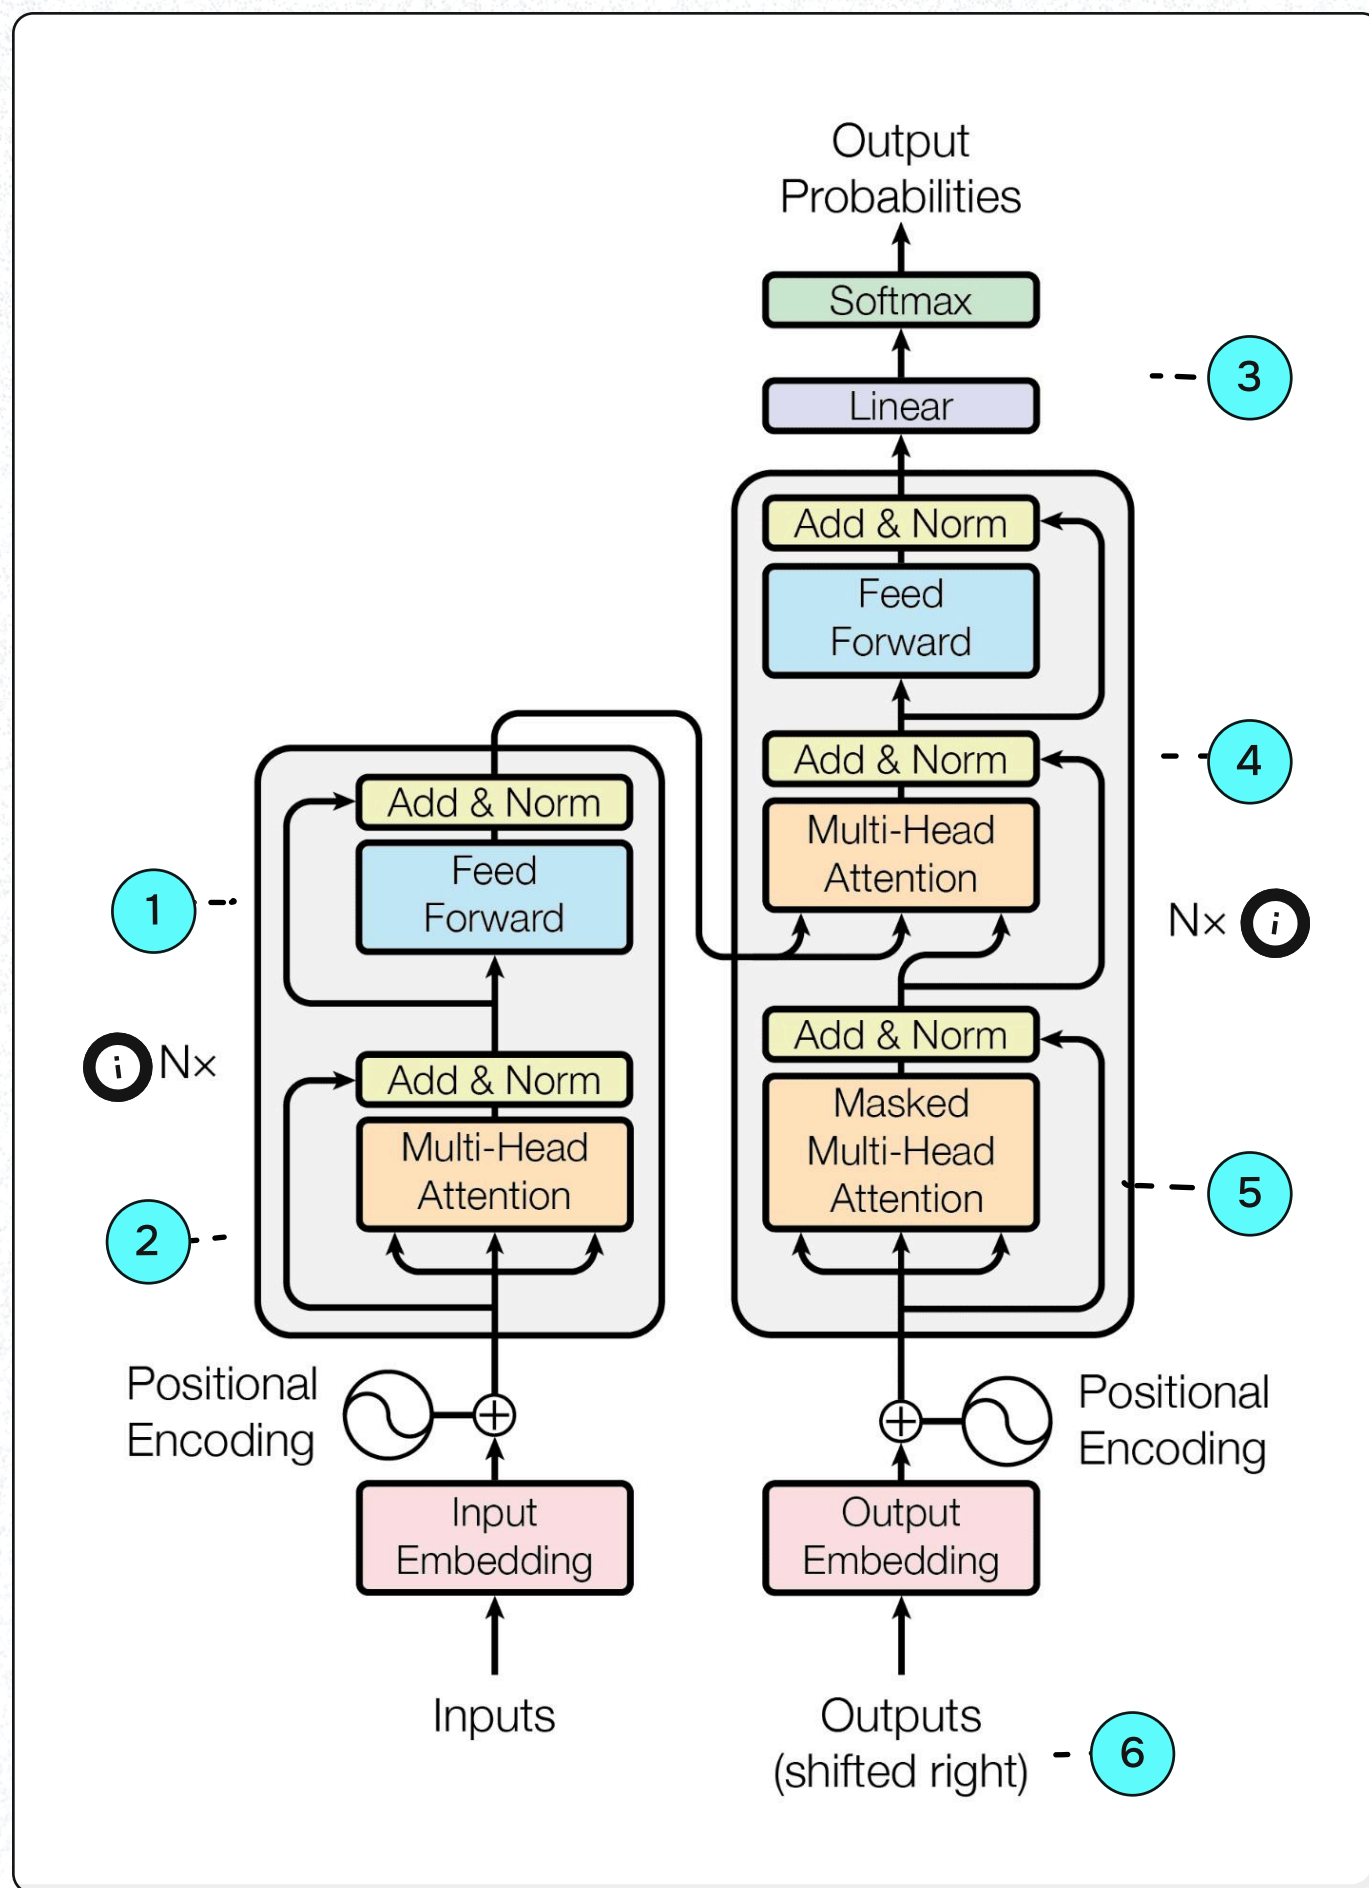 Output
Probabilities
Softmax
3
Linear
Add & Norm
Feed
Forward
Add & Norm
4
Multi-Head
Attention
N× i
Add & Norm
Masked
Multi-Head
Attention
5
Add & Norm
Feed
Forward
1
i N×
Add & Norm
Multi-Head
Attention
2
Positional
Encoding
Positional
Encoding
Input
Embedding
Output
Embedding
Inputs
Outputs
(shifted right)
6